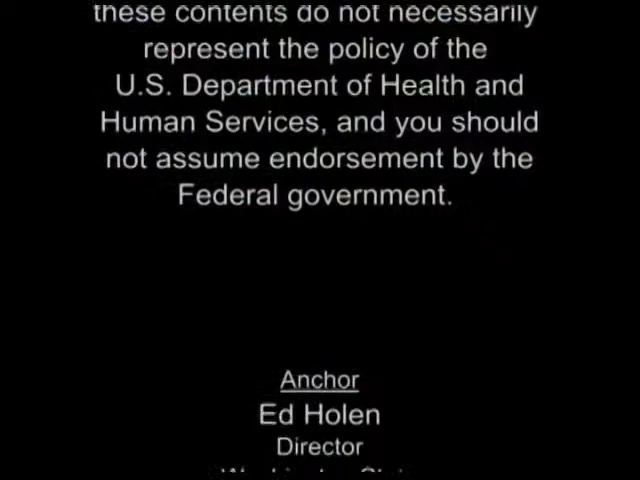 these contents do not necessarily
represent the policy of the
U.S. Department of Health and
Human Services, and you should
not assume endorsement by the
Federal government.
Anchor
Ed Holen
Director